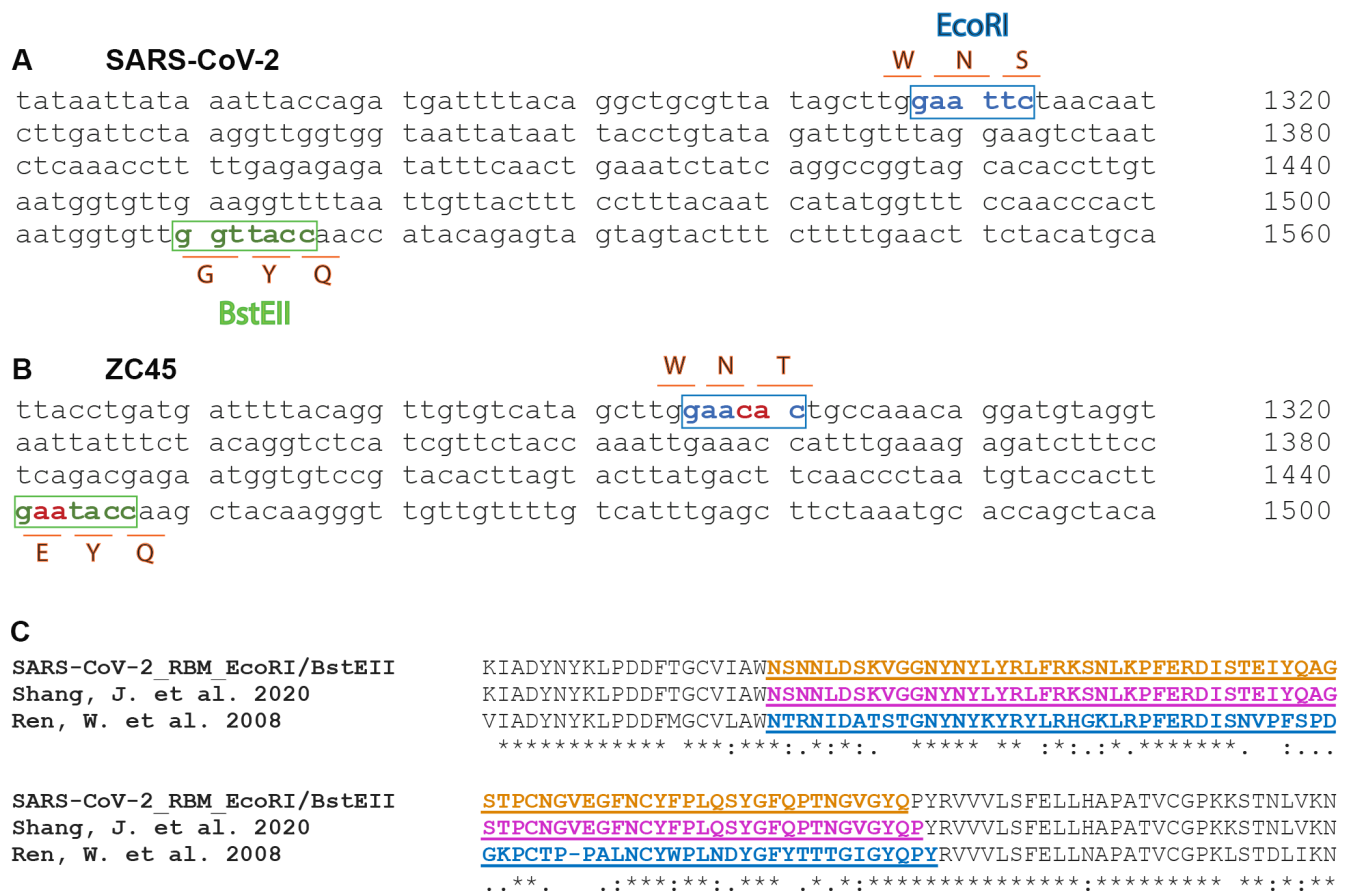 EcoRI
A SARS-CoV-2
W N S
tataattata aattaccaga tgattttaca ggctgcgtta tagcttggaa ttctaacaat 1320
cttgattcta aggttggtgg taattataat tacctgtata gattgtttag gaagtctaat 1380
ctcaaacctt ttgagagaga tatttcaact gaaatctatc aggccggtag cacaccttgt 1440
aatggtgttg aaggttttaa ttgttacttt cctttacaat catatggttt ccaacccact 1500
aatggtgttg gttaccaacc atacagagta gtagtacttt cttttgaact tctacatgca 1560
G Y Q
BstEII
B ZC45
W N T
ttacctgatg attttacagg ttgtgtcata gcttggaaca ctgccaaaca ggatgtaggt 1320
aattatttct acaggtctca tcgttctacc aaattgaaac catttgaaag agatctttcc 1380
tcagacgaga atggtgtccg tacacttagt acttatgact tcaaccctaa tgtaccactt 1440
gaataccaag ctacaagggt tgttgttttg tcatttgagc ttctaaatgc accagctaca 1500
E Y Q
C
SARS-CoV-2_RBM_EcoRI/BstEII KIADYNYKLPDDFTGCVIAWNSNNLDSKVGGNYNYLYRLFRKSNLKPFERDISTEIYQAG
Shang, J. et al. 2020 KIADYNYKLPDDFTGCVIAWNSNNLDSKVGGNYNYLYRLFRKSNLKPFERDISTEIYQAG
Ren, W. et al. 2008 VIADYNYKLPDDFMGCVLAWNTRNIDATSTGNYNYKYRYLRHGKLRPFERDISNVPFSPD
************ ***:**:.*:*:. ***** ** :*:.:*:*******. :...
SARS-CoV-2_RBM_EcoRI/BstEII STPCNGVEGFNCYFPLQSYGFQPTNGVGYQPYRVVVLSFELLHAPATVCGPKKSTNLVKN
Shang, J. et al. 2020 STPCNGVEGFNCYFPLQSYGFQPTNGVGYQPYRVVVLSFELLHAPATVCGPKKSTNLVKN
Ren, W. et al. 2008 GKPCTP-PALNCYWPLNDYGFYTTTGIGYQPYRVVVLSFELLNAPATVCGPKLSTDLIKN
..**. .:***:**:.*** .*.*:***************:********* **:*:**